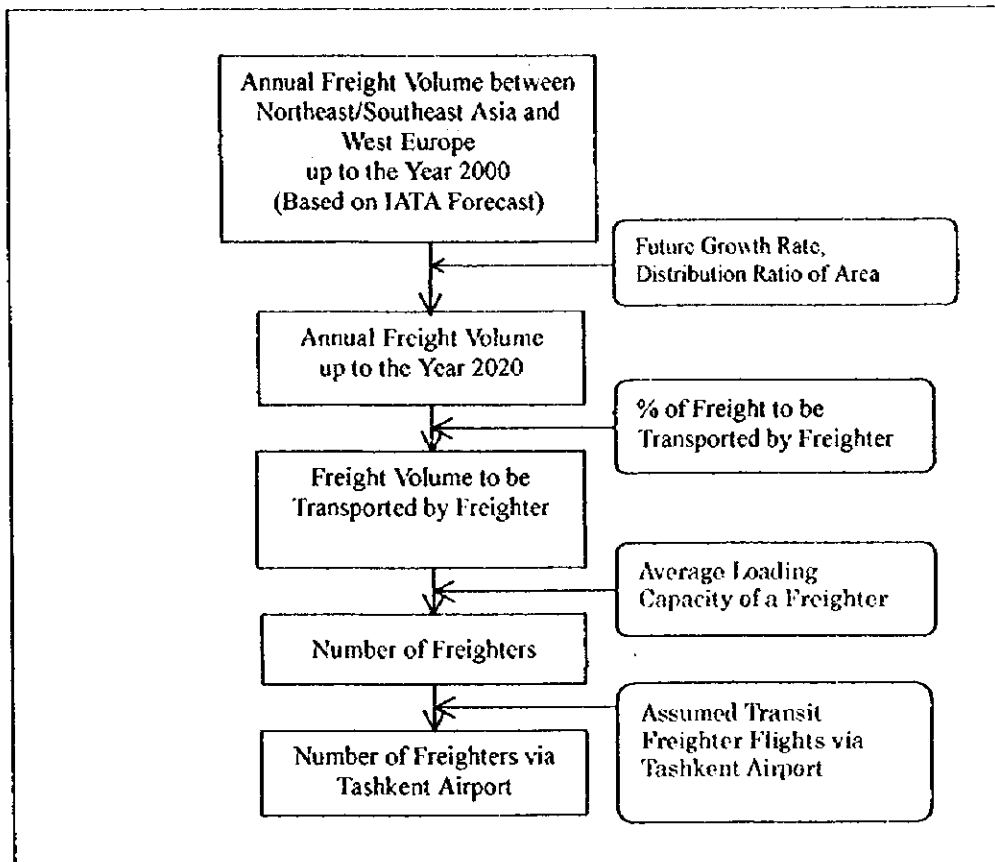 Annual Freight Volume between
Northeast/Southeast Asia and
West Europe
up to the Year 2000
(Based on IATA Forecast)
Future Growth Rate,
Distribution Ratio of Area
Annual Freight Volume
up to the Year 2020
% of Freight to be
Transported by Freighter
Freight Volume to be
Transported by Freighter
Average Loading
Capacity of a Freighter
Number of Freighters
Assumed Transit
Freighter Flights via
Tashkent Airport
Number of Freighters via
Tashkent Airport